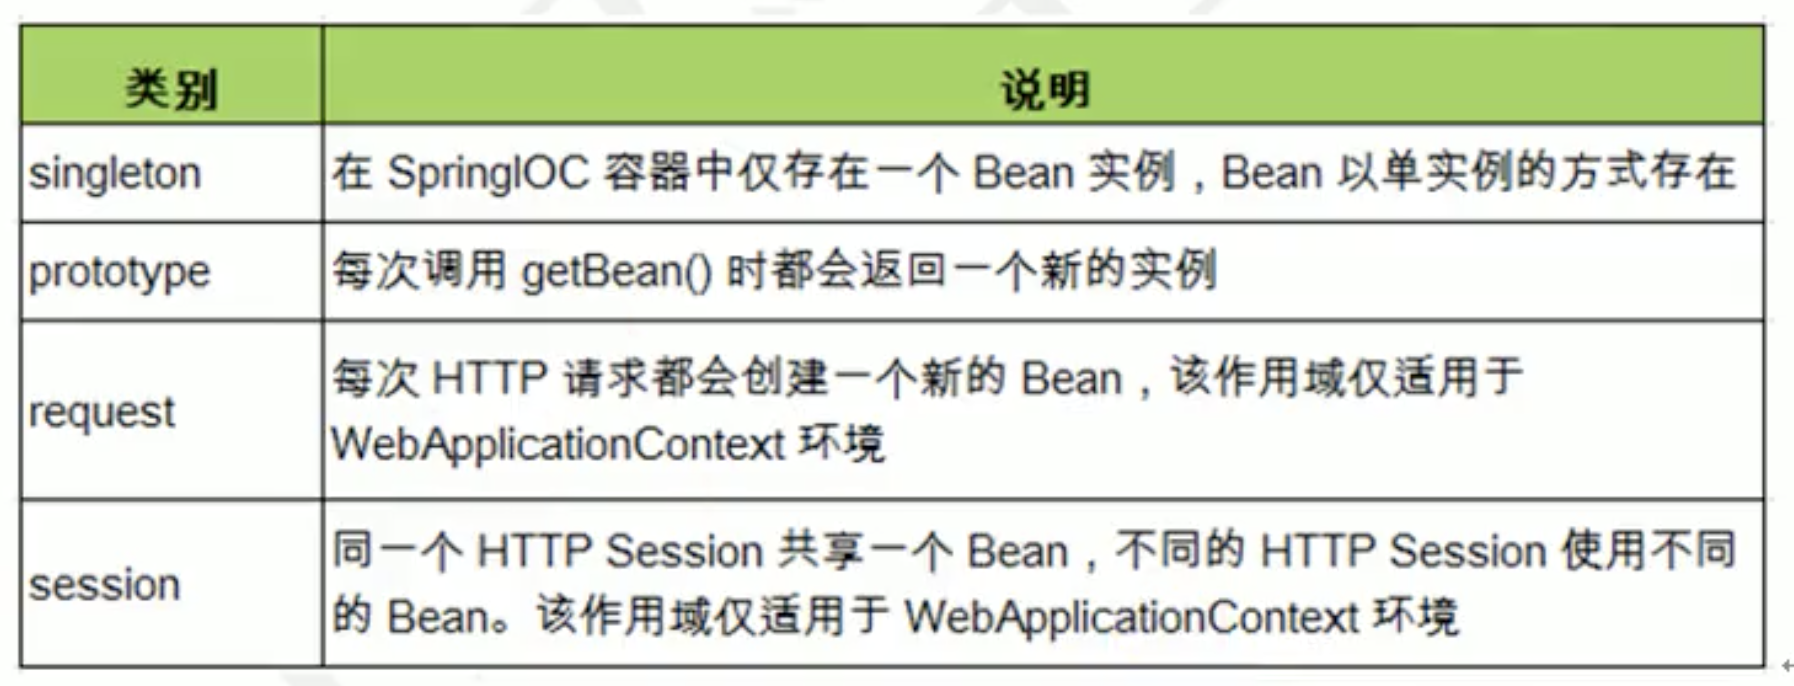 类别
说明
singleton
在 SpringIOC 容器中仅存在一个 Bean 实例，Bean 以单实例的方式存在
prototype
每次调用 getBean() 时都会返回一个新的实例
request
每次 HTTP 请求都会创建一个新的 Bean，该作用域仅适用于
WebApplicationContext 环境
session
同一个 HTTP Session 共享一个 Bean，不同的 HTTP Session 使用不同
的 Bean。该作用域仅适用于 WebApplicationContext 环境